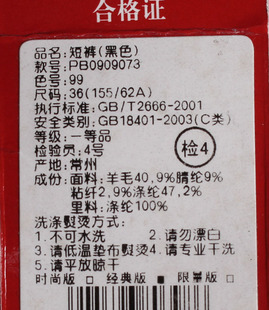 合格证
品名:短裤(黑色)
款号:PB0909073
色号:99
尺码:36(155/62A)
执行标准:GB/T2666-2001
安全类别:GB18401-2003(C类)
等级:一等品
检验员:4号
检4
产地:常州
成份:面料:羊毛40,9%腈纶9%
粘纤2,9%涤纶47,2%
里料:涤纶100%
洗涤熨烫方式:
1.不可水洗 2.请勿漂白
3.请低温垫布熨烫4.请专业干洗
5.请平放晾干
时尚版 经典版 限量版